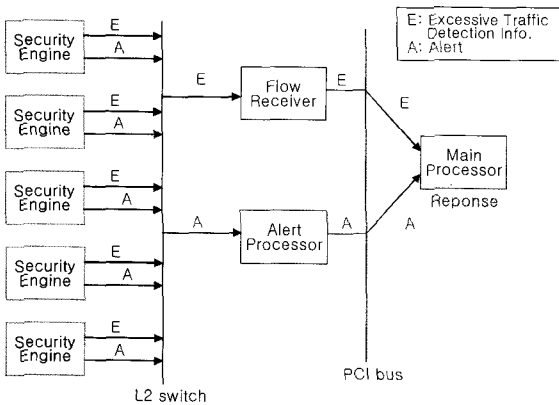 E: Excessive Traffic
Detection Info.
A: Alert
Security
Engine
E
A
Security
Engine
E
A
Security
Engine
E
A
Security
Engine
E
A
Security
Engine
E
A
E
Flow
Receiver
E
E
A
Alert
Processor
A
A
Main
Processor
Reponse
L2 switch
PCI bus